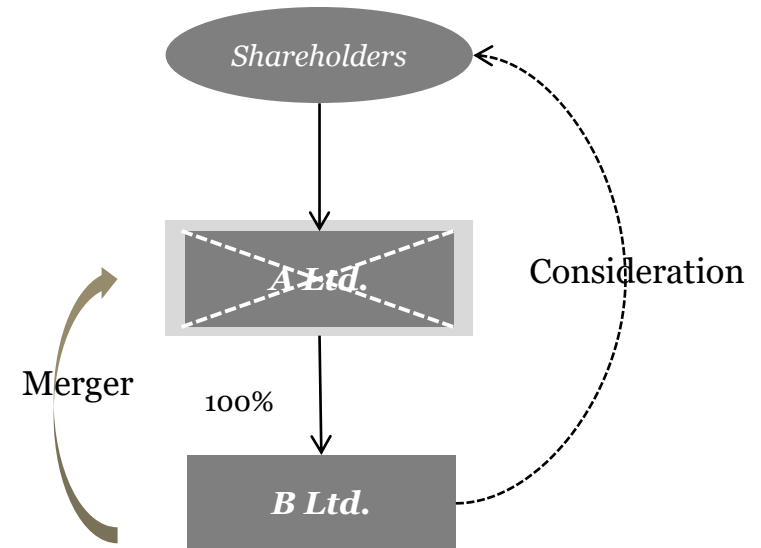 Shareholders
A Ltd.
Consideration
Merger
100%
B Ltd.